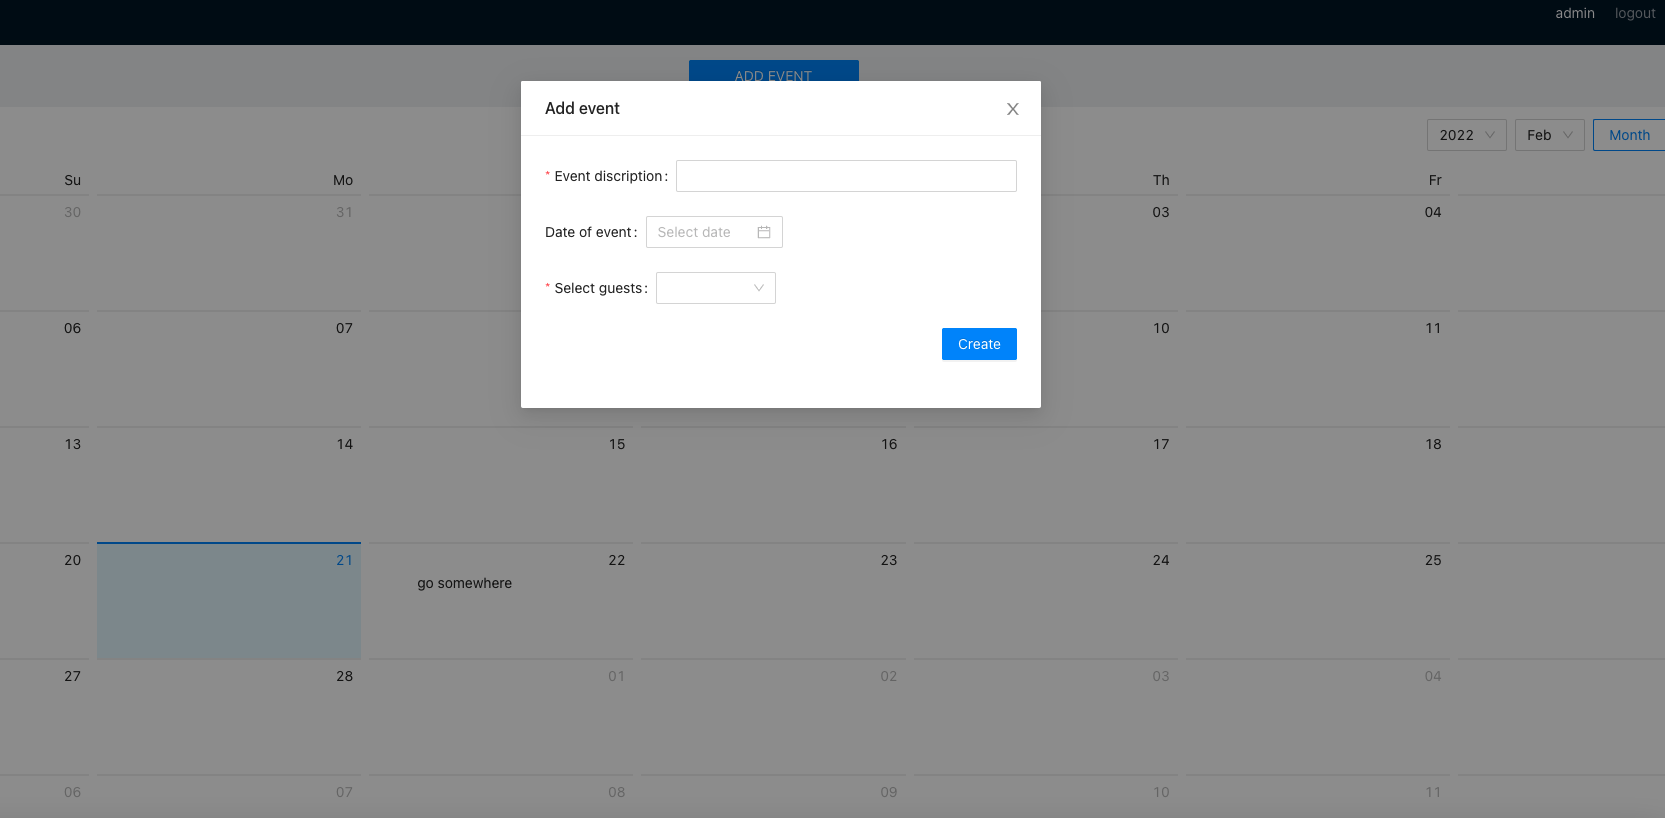 admin logout
ADD EVENT
Add event
2022 Feb Month
* Event discription:
Su Mo Th Fr
Date of event: Select date
30 31 03 04
* Select guests:
06 07 10 11
Create
13 14 15 16 17 18
20 21 22 23 24 25
go somewhere
27 28 01 02 03 04
06 07 08 09 10 11